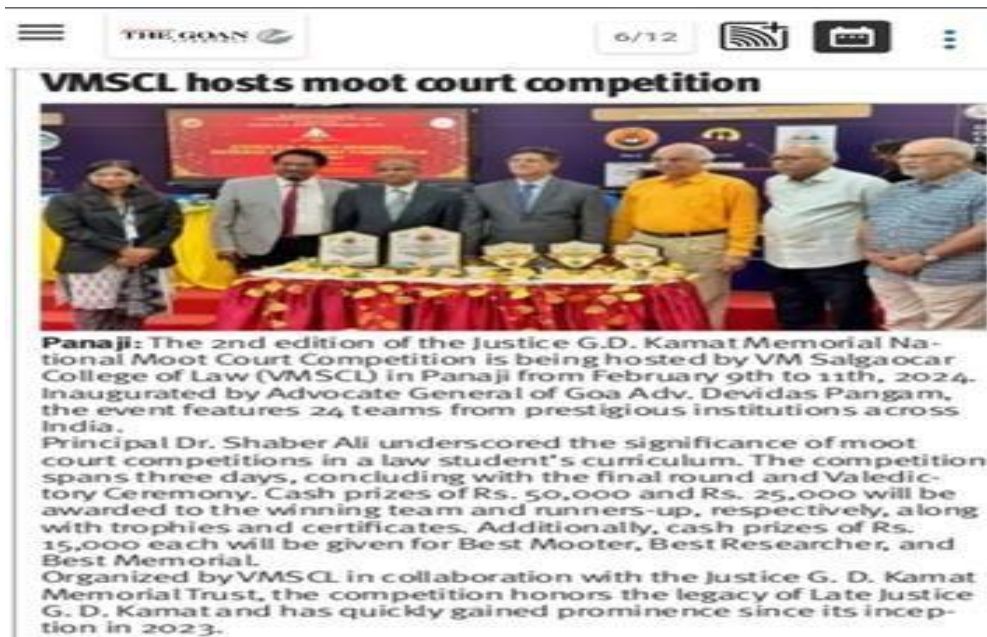 THE GOAN
6/12
VMSCL hosts moot court competition
Panaji: The 2nd edition of the Justice G.D. Kamat Memorial Na-
tional Moot Court Competition is being hosted by VM Salgaocar
College of Law (VMSCL) in Panaji from February 9th to 11th, 2024.
Inaugurated by Advocate General of Goa Adv. Devidas Pangam,
the event features 24 teams from prestigious institutions across
India.
Principal Dr. Shaber Ali underscored the significance of moot
court competitions in a law student's curriculum. The competition
spans three days, concluding with the final round and Valedic-
tory Ceremony. Cash prizes of Rs. 50,000 and Rs. 25,000 will be
awarded to the winning team and runners-up, respectively, along
with trophies and certificates. Additionally, cash prizes of Rs.
15,000 each will be given for Best Mooter, Best Researcher, and
Best Memorial.
Organized by VMSCL in collaboration with the Justice G. D. Kamat
Memorial Trust, the competition honors the legacy of Late Justice
G. D. Kamat and has quickly gained prominence since its incep-
tion in 2023.